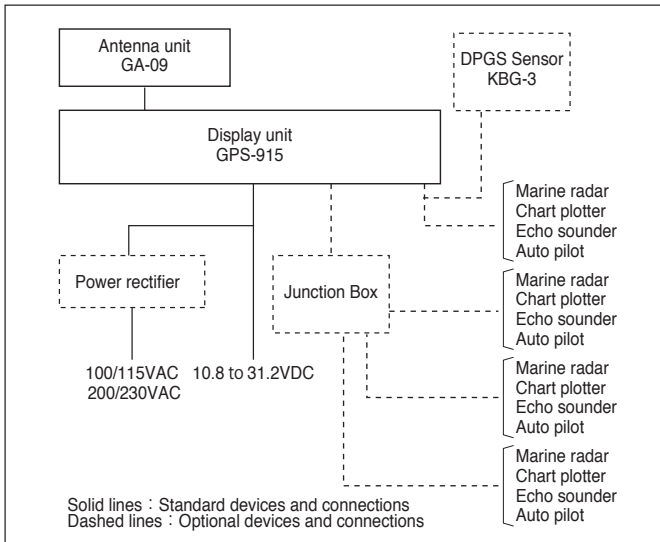 Antenna unit
GA-09
DPGS Sensor
KBG-3
Display unit
GPS-915
Marine radar
Chart plotter
Echo sounder
Auto pilot
Power rectifier
Junction Box
Marine radar
Chart plotter
Echo sounder
Auto pilot
100/115VAC
200/230VAC
10.8 to 31.2VDC
Marine radar
Chart plotter
Echo sounder
Auto pilot
Marine radar
Chart plotter
Echo sounder
Auto pilot
Solid lines : Standard devices and connections
Dashed lines : Optional devices and connections